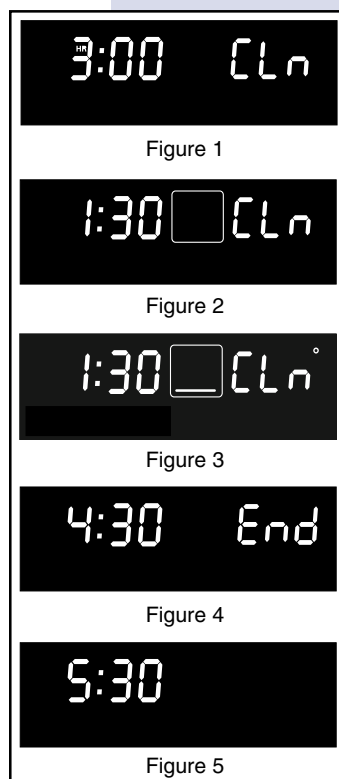 HR
3:00 CLn
Figure 1
1:30 CLn
Figure 2
1:30 CLn°
Figure 3
4:30 End
Figure 4
5:30
Figure 5